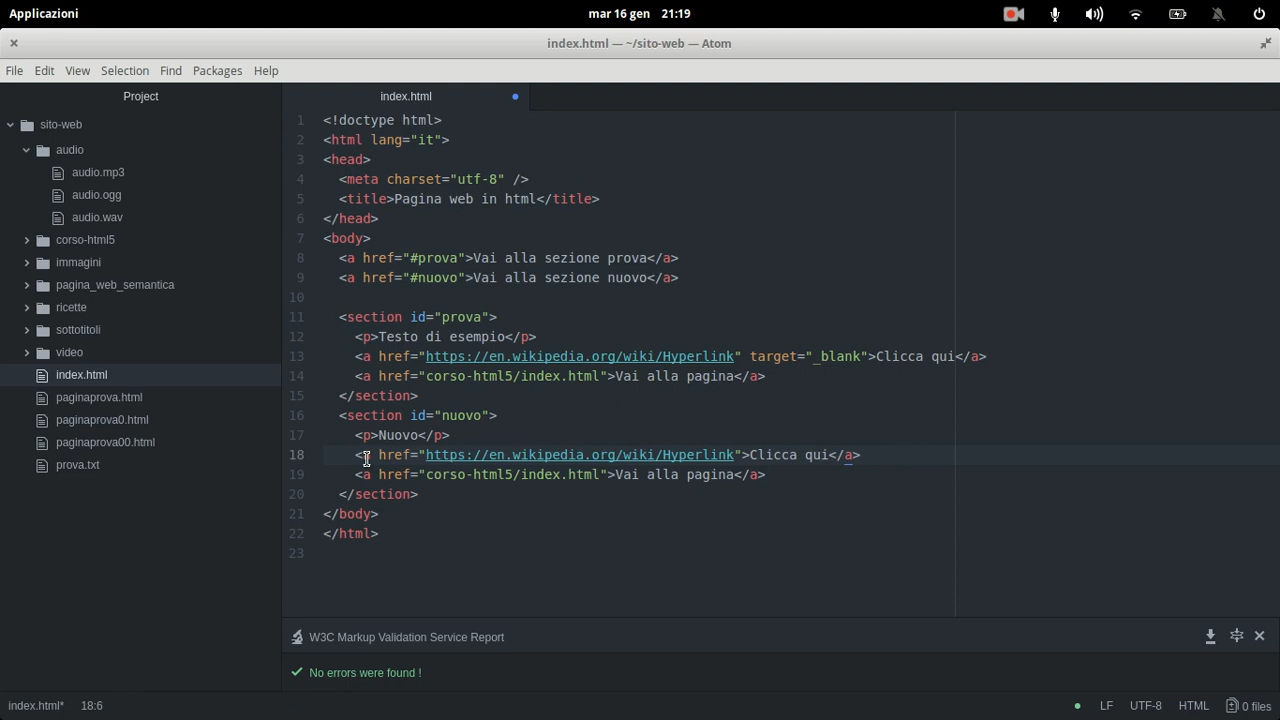 Applicazioni
mar 16 gen 21:19
index.html — ~/sito-web — Atom
File Edit View Selection Find Packages Help
Project
index.html
sito-web
audio
audio.mp3
audio.ogg
audio.wav
corso-html5
immagini
pagina_web_semantica
ricette
sottotitoli
video
index.html
paginaprova.html
paginaprova0.html
paginaprova00.html
prova.txt
1 <!doctype html>
2 <html lang="it">
3 <head>
4 <meta charset="utf-8" />
5 <title>Pagina web in html</title>
6 </head>
7 <body>
8 <a href="#prova">Vai alla sezione prova</a>
9 <a href="#nuovo">Vai alla sezione nuovo</a>
10
11 <section id="prova">
12 <p>Testo di esempio</p>
13 <a href="https://en.wikipedia.org/wiki/Hyperlink" target="_blank">Clicca qui</a>
14 <a href="corso-html5/index.html">Vai alla pagina</a>
15 </section>
16 <section id="nuovo">
17 <p>Nuovo</p>
18 <a href="https://en.wikipedia.org/wiki/Hyperlink">Clicca qui</a>
19 <a href="corso-html5/index.html">Vai alla pagina</a>
20 </section>
21 </body>
22 </html>
23
W3C Markup Validation Service Report
No errors were found !
index.html* 18:6
LF UTF-8 HTML 0 files